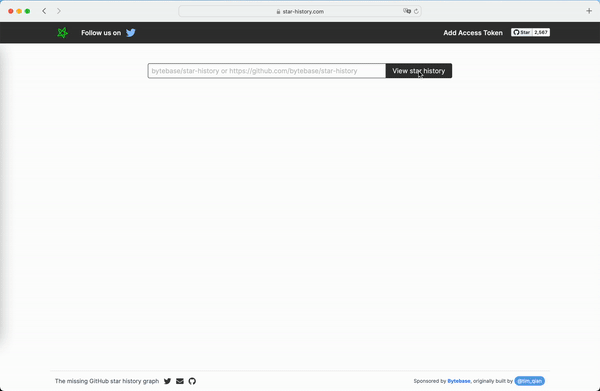 star-history.com
Follow us on
Add Access Token
Star 2,567
bytebase/star-history or https://github.com/bytebase/star-history
View star history
The missing GitHub star history graph
Sponsored by Bytebase, originally built by @tim_qian